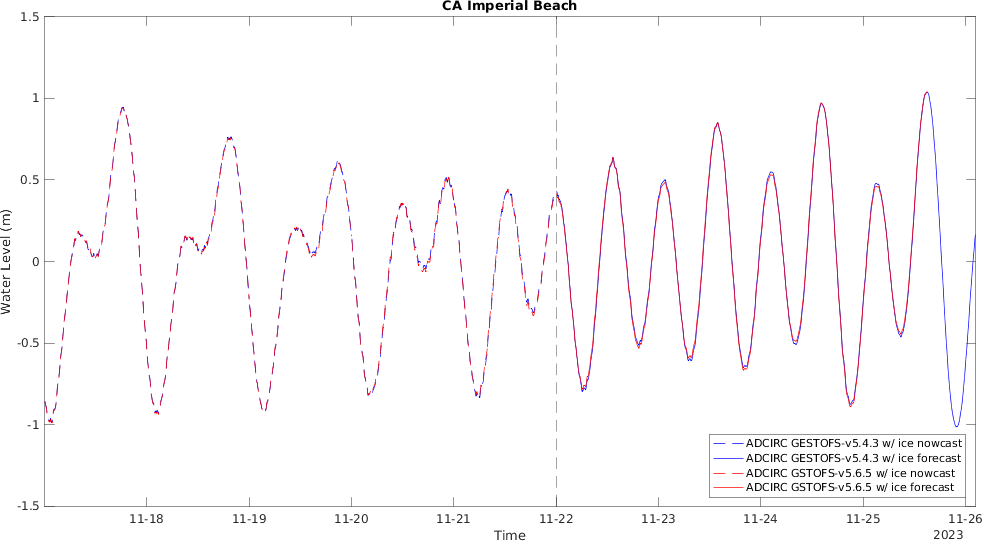 CA Imperial Beach
1.5
1
0.5
0
-0.5
-1
-1.5
Water Level (m)
11-18
11-19
11-20
11-21
11-22
11-23
11-24
11-25
11-26
Time
2023
ADCIRC GESTOFS-v5.4.3 w/ ice nowcast
ADCIRC GESTOFS-v5.4.3 w/ ice forecast
ADCIRC GSTOFS-v5.6.5 w/ ice nowcast
ADCIRC GSTOFS-v5.6.5 w/ ice forecast